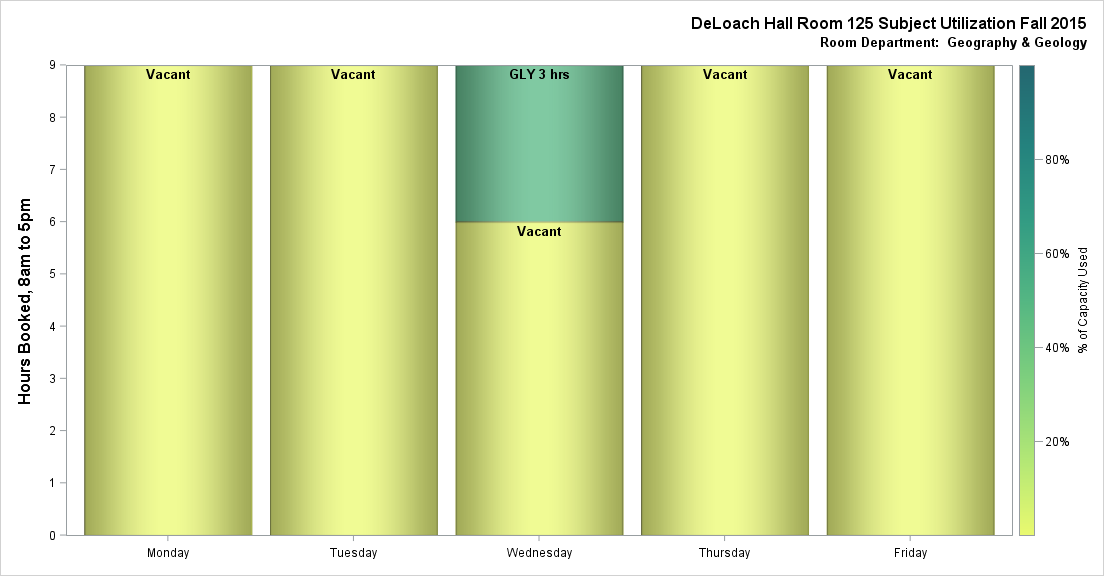 DeLoach Hall Room 125 Subject Utilization Fall 2015
Room Department: Geography & Geology
Hours Booked, 8am to 5pm
9
8
7
6
5
4
3
2
1
0
Vacant
Vacant
GLY 3 hrs
Vacant
Vacant
Vacant
Monday
Tuesday
Wednesday
Thursday
Friday
80%
60%
40%
20%
% of Capacity Used